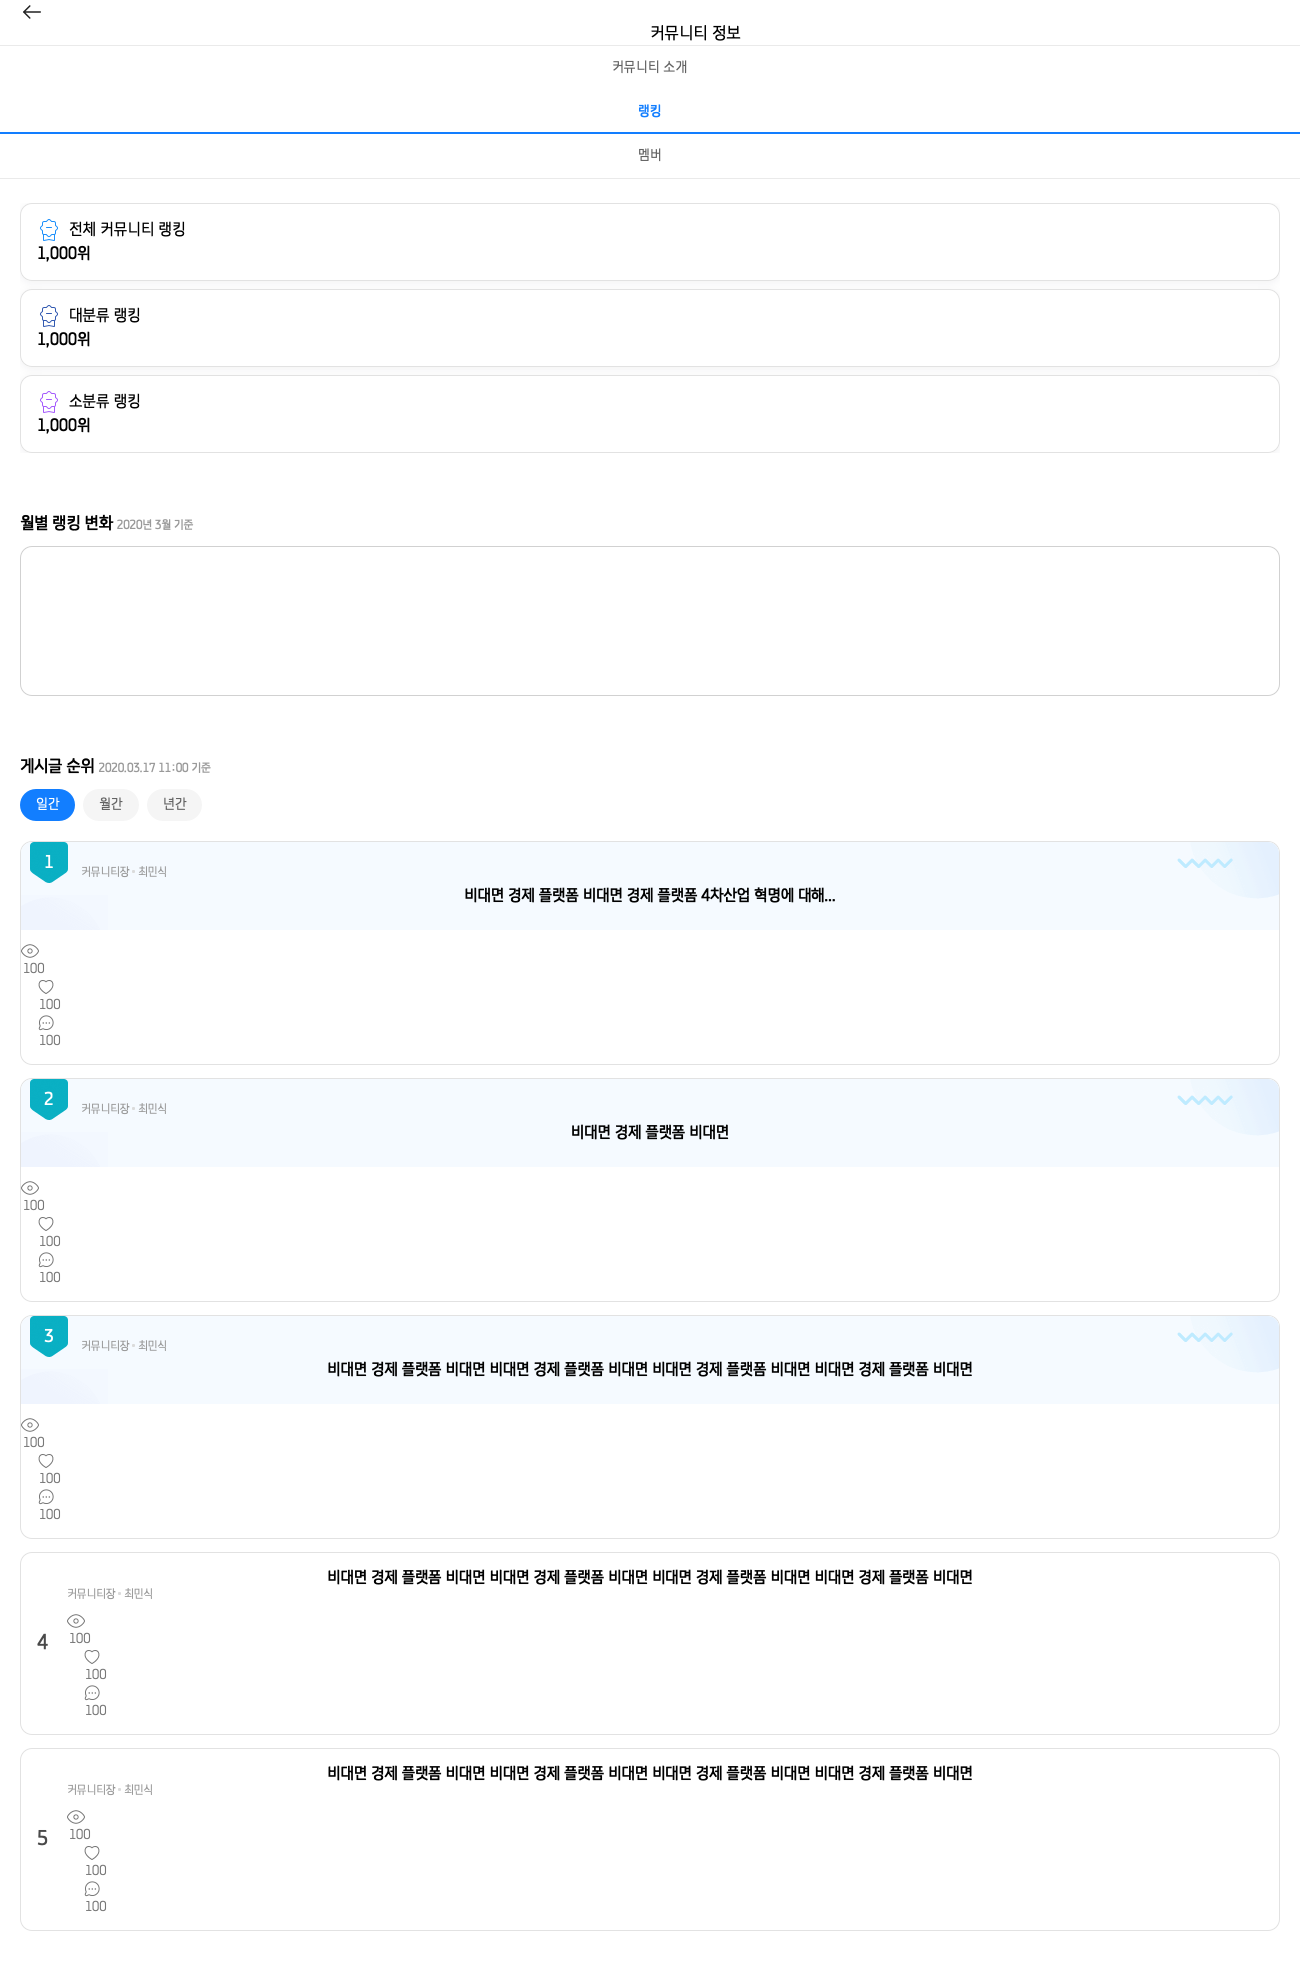 커뮤니티 정보
커뮤니티 소개
랭킹
멤버
전체 커뮤니티 랭킹
1,000위
대분류 랭킹
1,000위
소분류 랭킹
1,000위
월별 랭킹 변화 2020년 3월 기준
게시글 순위 2020.03.17 11:00 기준
일간 월간 년간
1 커뮤니티장 • 최민식
비대면 경제 플랫폼 비대면 경제 플랫폼 4차산업 혁명에 대해...
100
100
100
2 커뮤니티장 • 최민식
비대면 경제 플랫폼 비대면
100
100
100
3 커뮤니티장 • 최민식
비대면 경제 플랫폼 비대면 비대면 경제 플랫폼 비대면 비대면 경제 플랫폼 비대면 비대면 경제 플랫폼 비대면
100
100
100
비대면 경제 플랫폼 비대면 비대면 경제 플랫폼 비대면 비대면 경제 플랫폼 비대면 비대면 경제 플랫폼 비대면
커뮤니티장 • 최민식
4 100
100
100
비대면 경제 플랫폼 비대면 비대면 경제 플랫폼 비대면 비대면 경제 플랫폼 비대면 비대면 경제 플랫폼 비대면
커뮤니티장 • 최민식
5 100
100
100